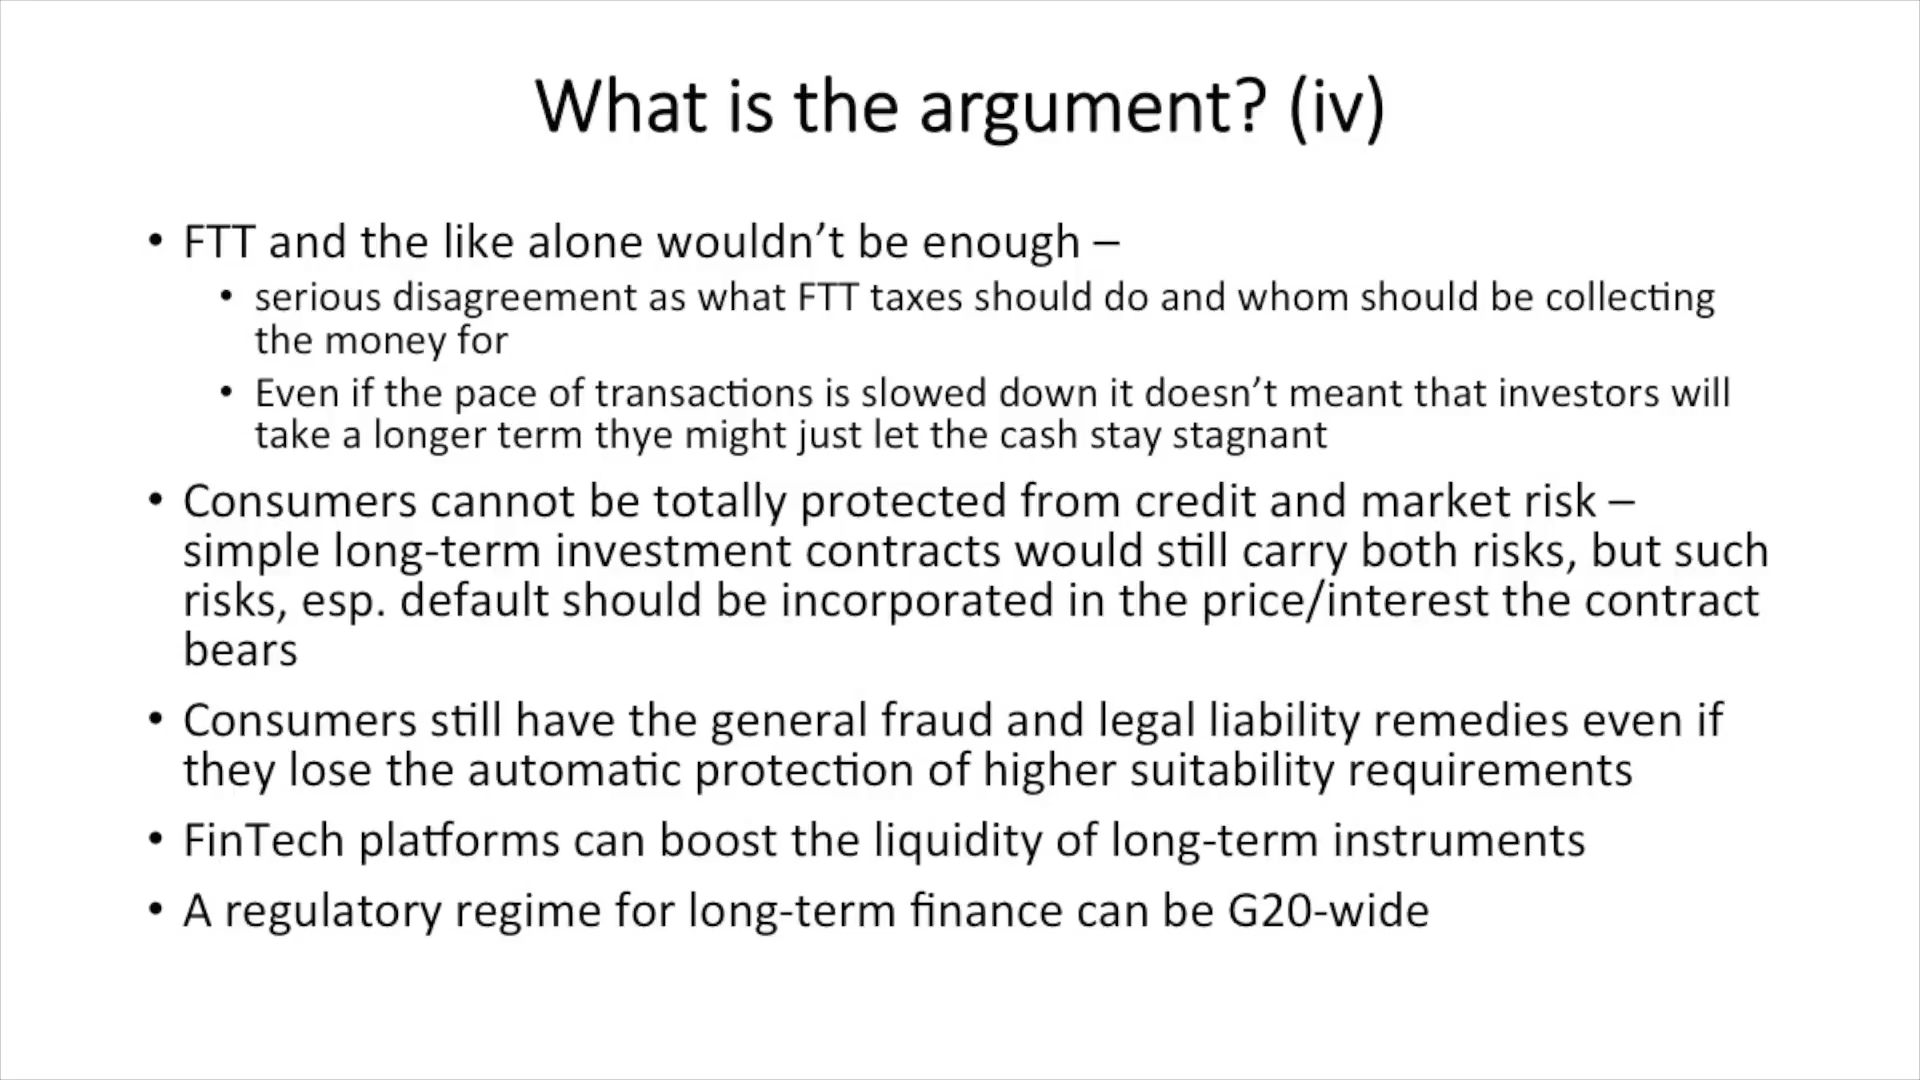 What is the argument? (iv)
• FTT and the like alone wouldn’t be enough –
• serious disagreement as what FTT taxes should do and whom should be collecting
the money for
• Even if the pace of transactions is slowed down it doesn’t meant that investors will
take a longer term thye might just let the cash stay stagnant
• Consumers cannot be totally protected from credit and market risk –
simple long-term investment contracts would still carry both risks, but such
risks, esp. default should be incorporated in the price/interest the contract
bears
• Consumers still have the general fraud and legal liability remedies even if
they lose the automatic protection of higher suitability requirements
• FinTech platforms can boost the liquidity of long-term instruments
• A regulatory regime for long-term finance can be G20-wide